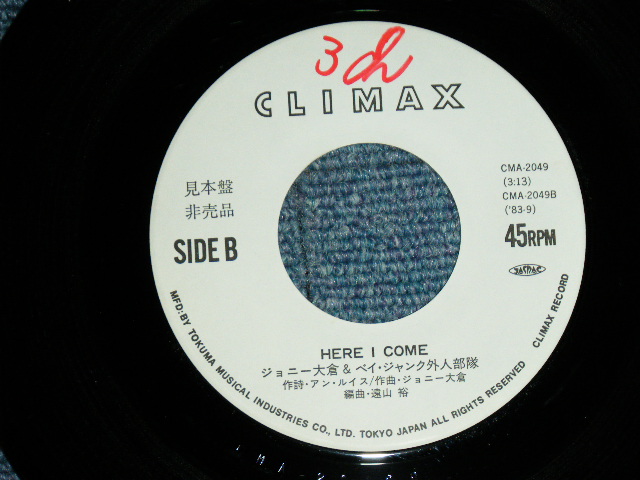 3ch
CLIMAX
見本盤
非売品
SIDE B
CMA-2049
(3:13)
CMA-2049B
('83-9)
45RPM
HERE I COME
ジョニー大倉 & ベイ・ジャンク外人部隊
作詩・アン・ルイス/作曲・ジョニー大倉
編曲・遠山 裕
MFD:BY TOKUMA MUSICAL INDUSTRIES CO., LTD. TOKYO JAPAN ALL RIGHTS RESERVED CLIMAX RECORD